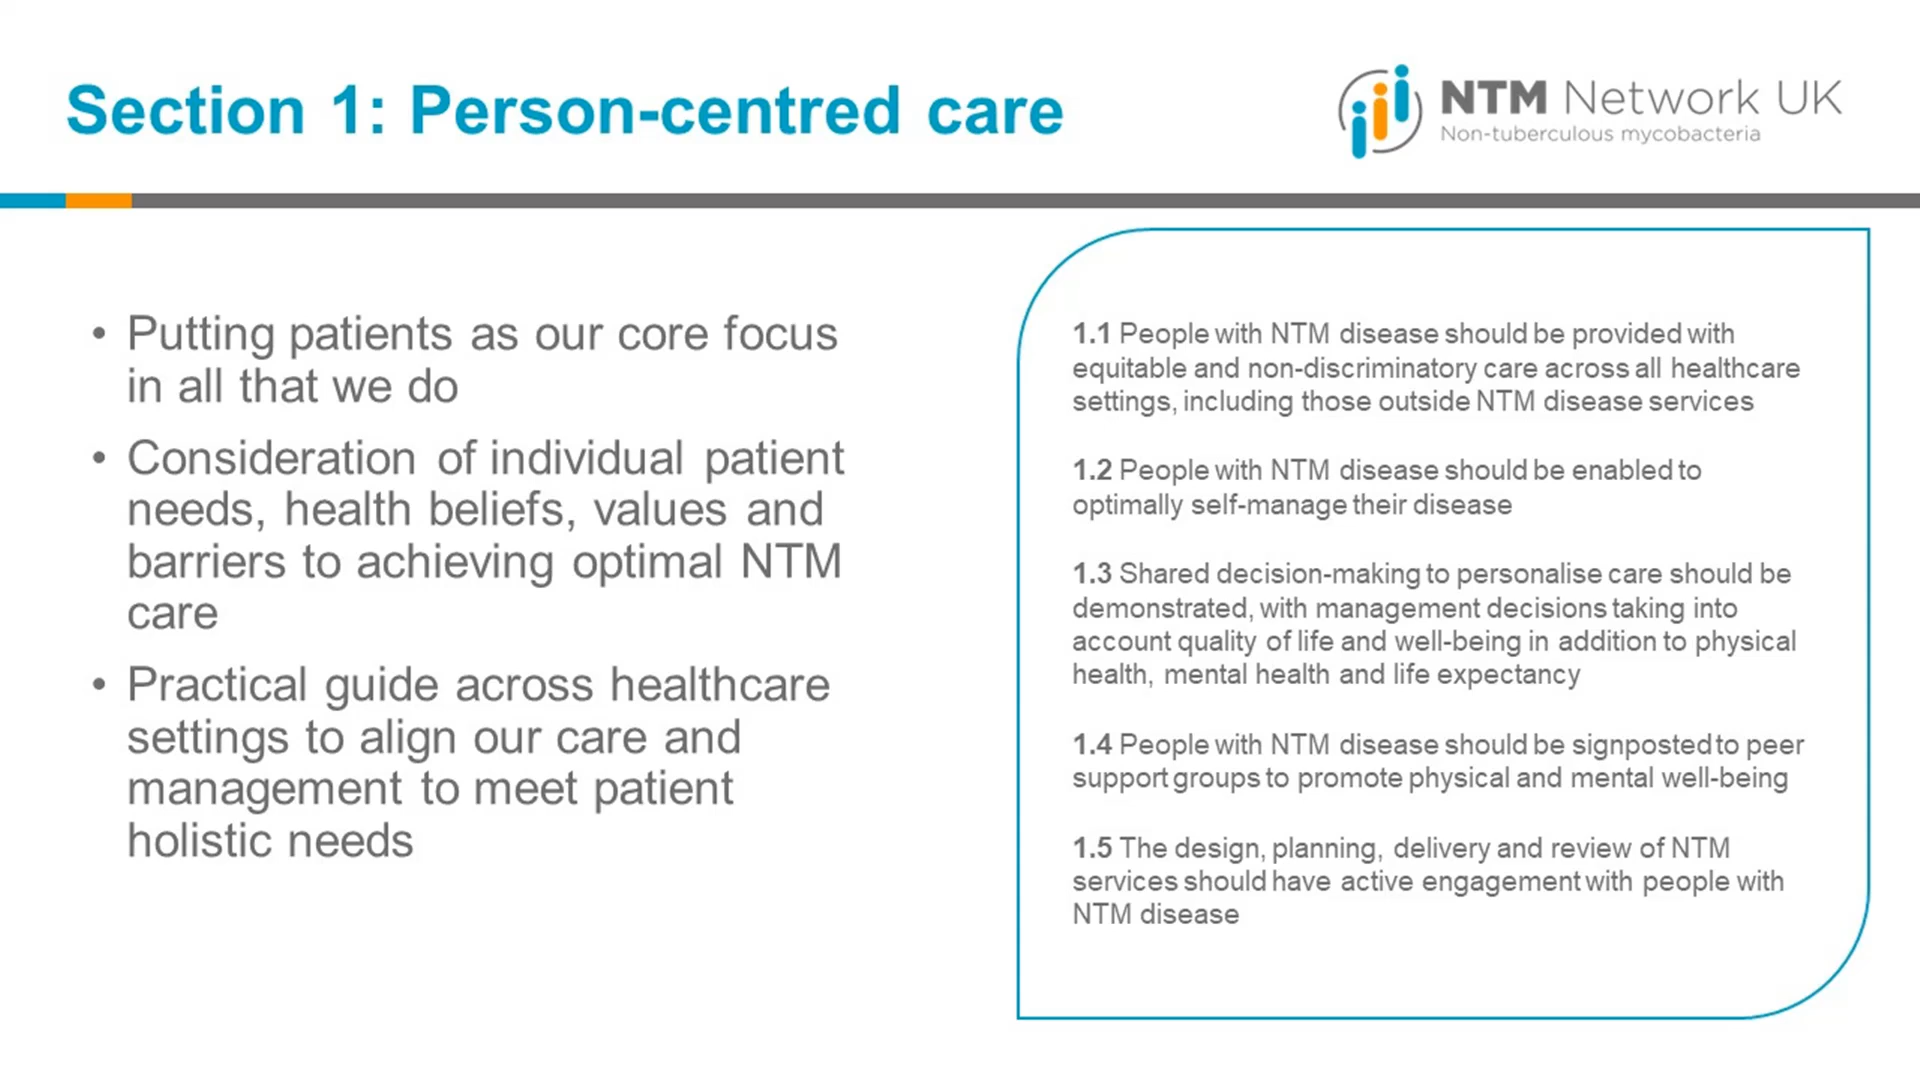 Section 1: Person-centred care
NTM Network UK
Non-tuberculous mycobacteria
• Putting patients as our core focus
in all that we do
• Consideration of individual patient
needs, health beliefs, values and
barriers to achieving optimal NTM
care
• Practical guide across healthcare
settings to align our care and
management to meet patient
holistic needs
1.1 People with NTM disease should be provided with
equitable and non-discriminatory care across all healthcare
settings, including those outside NTM disease services
1.2 People with NTM disease should be enabled to
optimally self-manage their disease
1.3 Shared decision-making to personalise care should be
demonstrated, with management decisions taking into
account quality of life and well-being in addition to physical
health, mental health and life expectancy
1.4 People with NTM disease should be signposted to peer
support groups to promote physical and mental well-being
1.5 The design, planning, delivery and review of NTM
services should have active engagement with people with
NTM disease